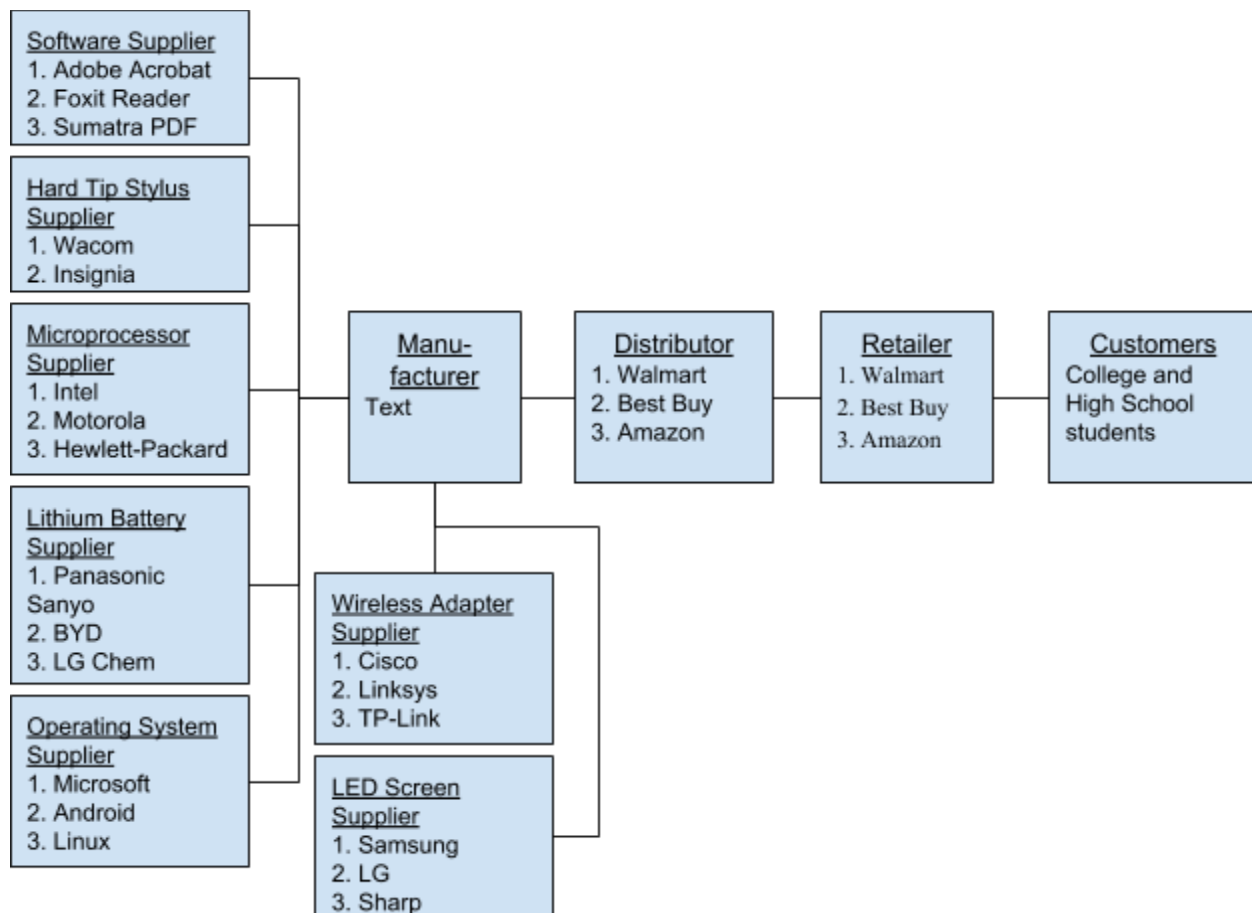 Software Supplier
1. Adobe Acrobat
2. Foxit Reader
3. Sumatra PDF
Hard Tip Stylus
Supplier
1. Wacom
2. Insignia
Microprocessor
Supplier
1. Intel
2. Motorola
3. Hewlett-Packard
Lithium Battery
Supplier
1. Panasonic
Sanyo
2. BYD
3. LG Chem
Operating System
Supplier
1. Microsoft
2. Android
3. Linux
Manu-
facturer
Text
Wireless Adapter
Supplier
1. Cisco
2. Linksys
3. TP-Link
LED Screen
Supplier
1. Samsung
2. LG
3. Sharp
Distributor
1. Walmart
2. Best Buy
3. Amazon
Retailer
1. Walmart
2. Best Buy
3. Amazon
Customers
College and
High School
students